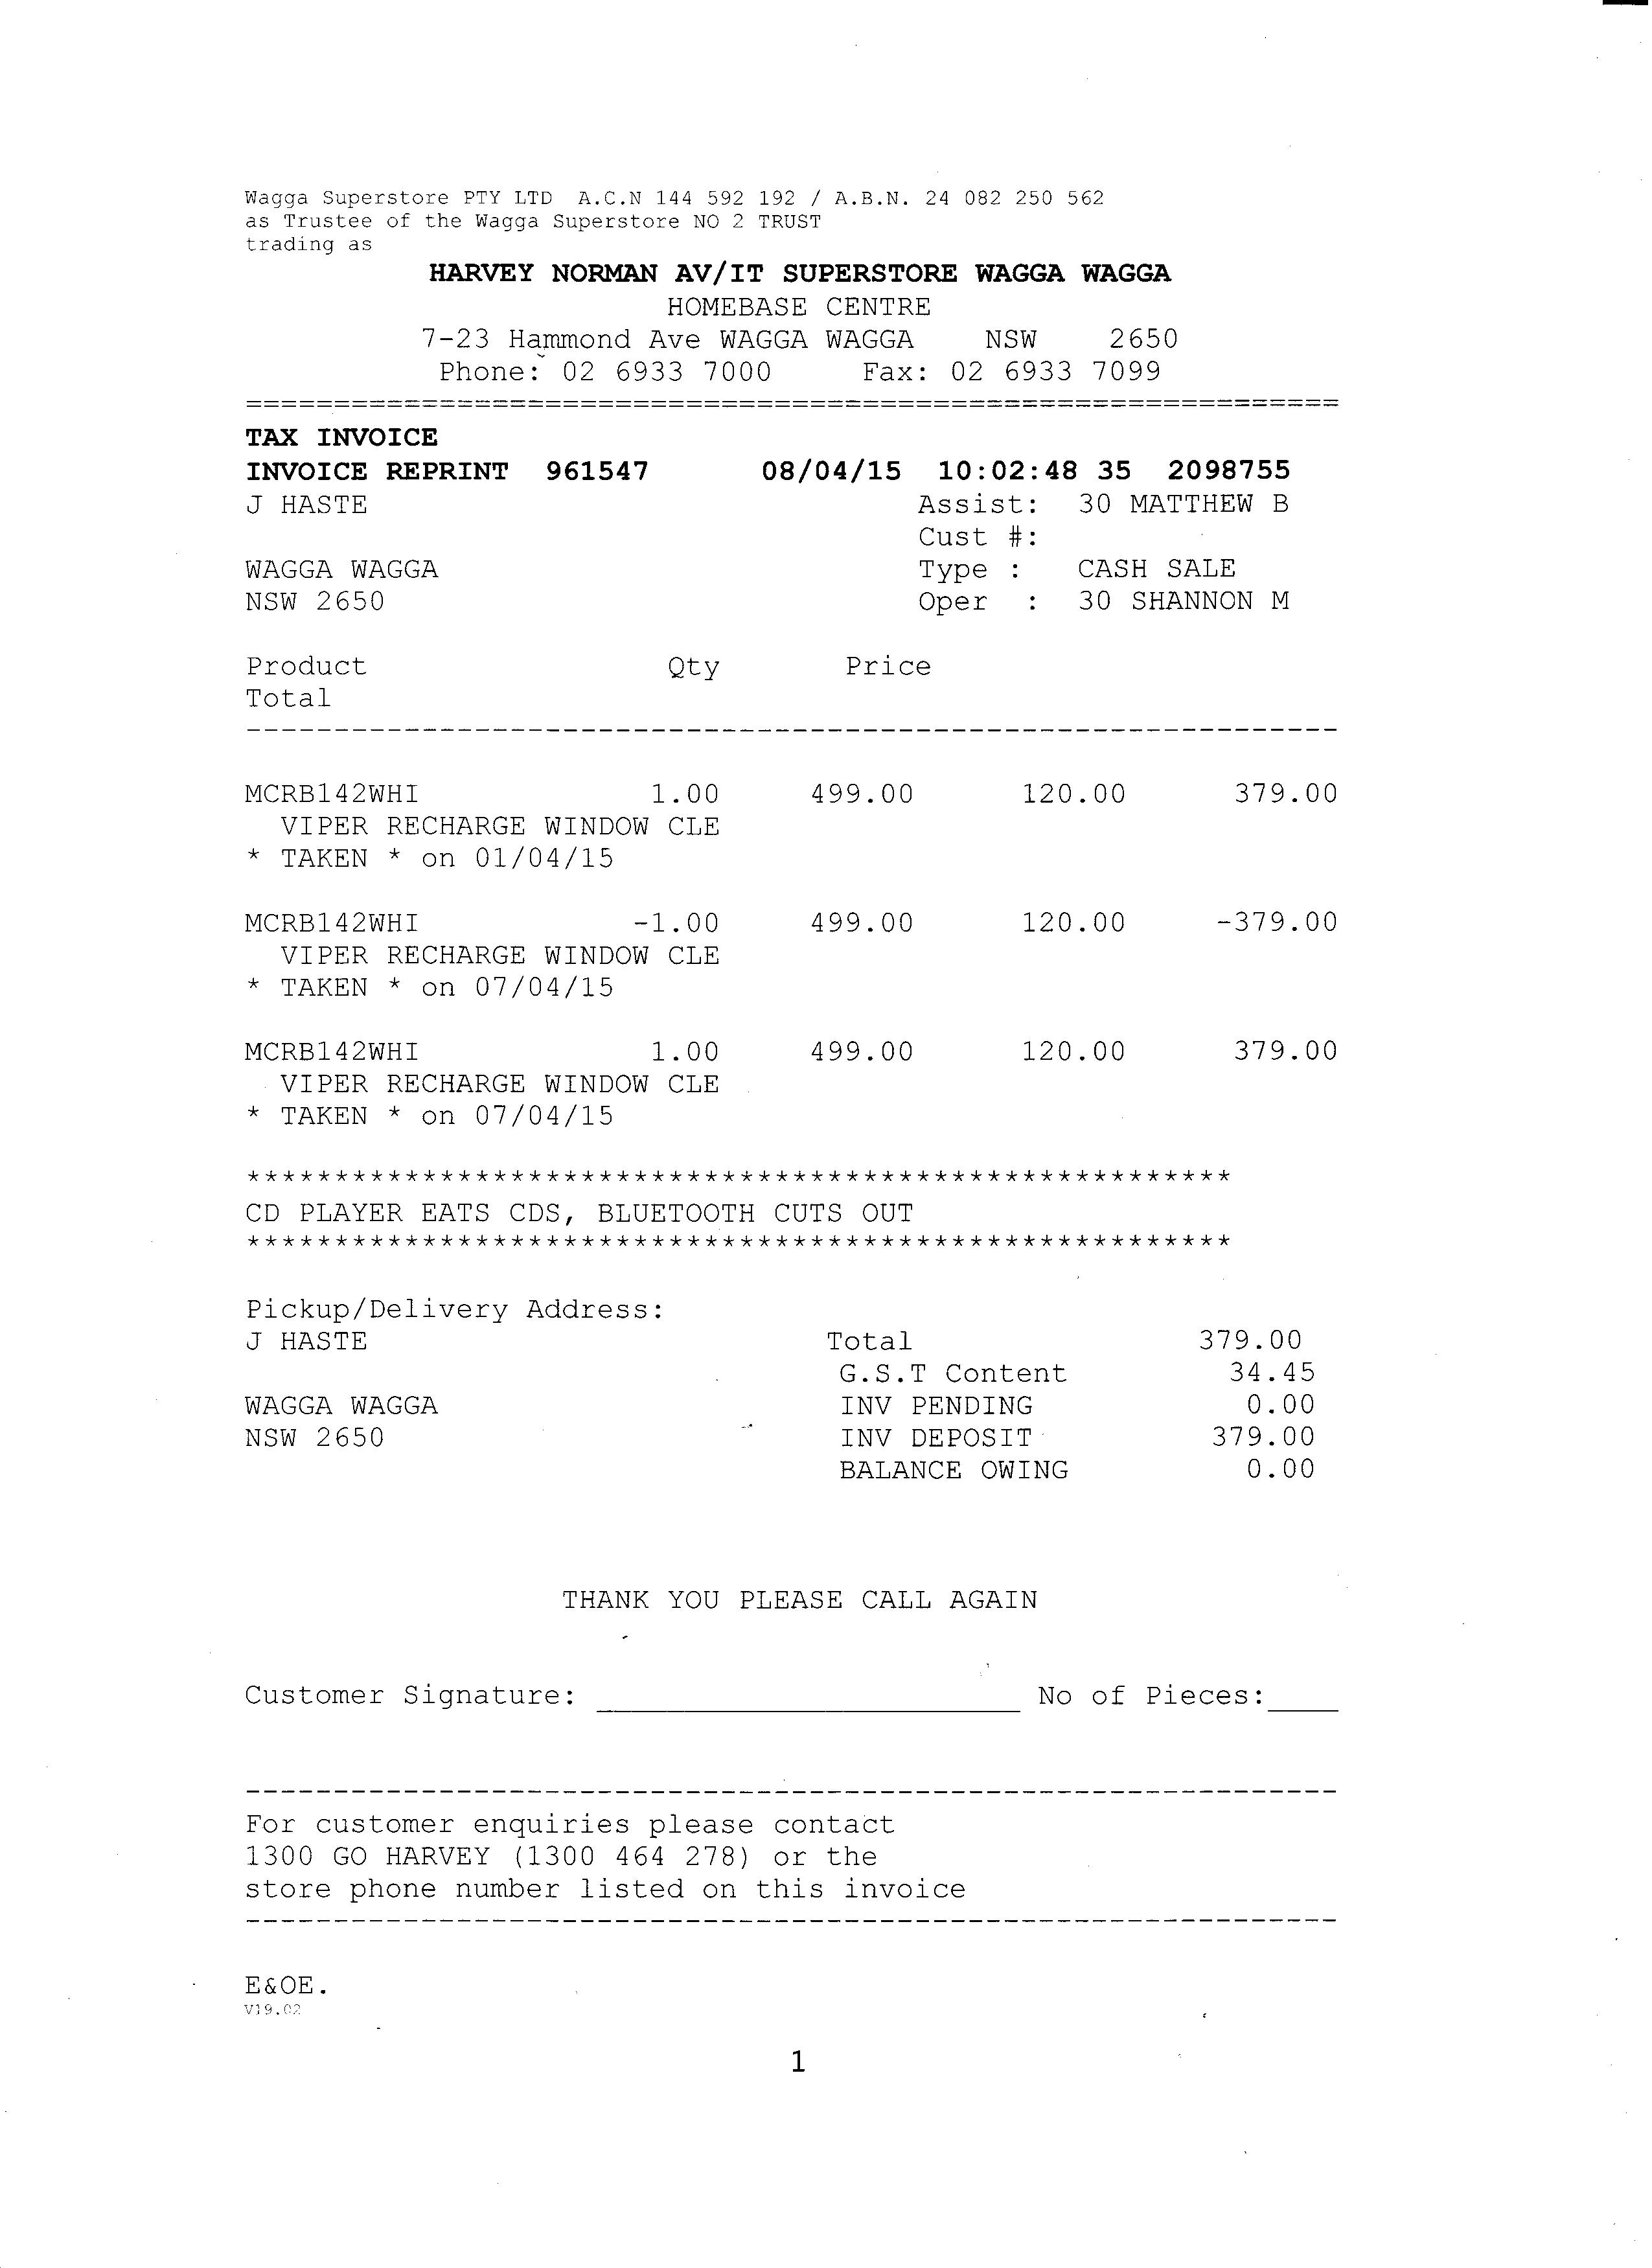 Wagga Superstore PTY LTD A.C.N 144 592 192 / A.B.N. 24 082 250 562
as Trustee of the Wagga Superstore NO 2 TRUST
trading as
HARVEY NORMAN AV/IT SUPERSTORE WAGGA WAGGA
HOMEBASE CENTRE
7-23 Hammond Ave WAGGA WAGGA NSW 2650
Phone: 02 6933 7000 Fax: 02 6933 7099
==============================================================
TAX INVOICE
INVOICE REPRINT 961547 08/04/15 10:02:48 35 2098755
J HASTE Assist: 30 MATTHEW B
Cust #:
WAGGA WAGGA Type : CASH SALE
NSW 2650 Oper : 30 SHANNON M
Product Qty Price
Total
--------------------------------------------------------------
MCRB142WHI 1.00 499.00 120.00 379.00
VIPER RECHARGE WINDOW CLE
* TAKEN * on 01/04/15
MCRB142WHI -1.00 499.00 120.00 -379.00
VIPER RECHARGE WINDOW CLE
* TAKEN * on 07/04/15
MCRB142WHI 1.00 499.00 120.00 379.00
VIPER RECHARGE WINDOW CLE
* TAKEN * on 07/04/15
********************************************************
CD PLAYER EATS CDS, BLUETOOTH CUTS OUT
********************************************************
Pickup/Delivery Address:
J HASTE Total 379.00
G.S.T Content 34.45
WAGGA WAGGA INV PENDING 0.00
NSW 2650 INV DEPOSIT 379.00
BALANCE OWING 0.00
THANK YOU PLEASE CALL AGAIN
Customer Signature: ________________________ No of Pieces:____
--------------------------------------------------------------
For customer enquiries please contact
1300 GO HARVEY (1300 464 278) or the
store phone number listed on this invoice
--------------------------------------------------------------
E&OE.
V19.02
1